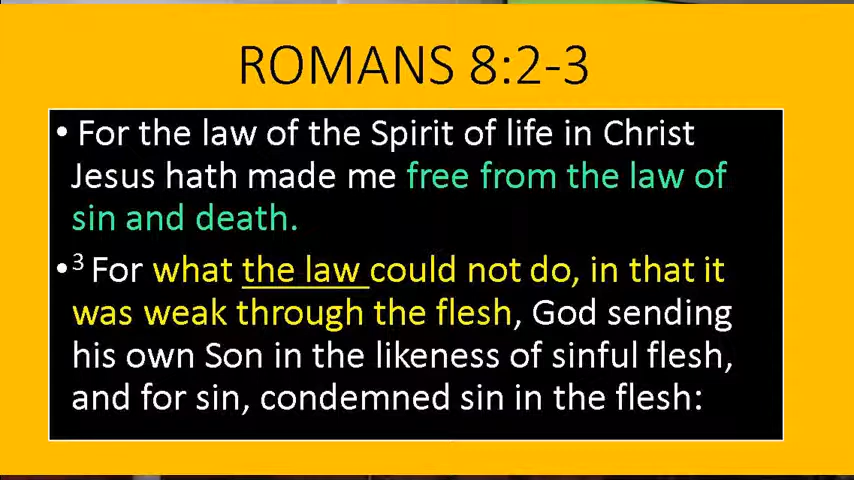 ROMANS 8:2-3
• For the law of the Spirit of life in Christ
Jesus hath made me free from the law of
sin and death.
•³ For what the law could not do, in that it
was weak through the flesh, God sending
his own Son in the likeness of sinful flesh,
and for sin, condemned sin in the flesh: